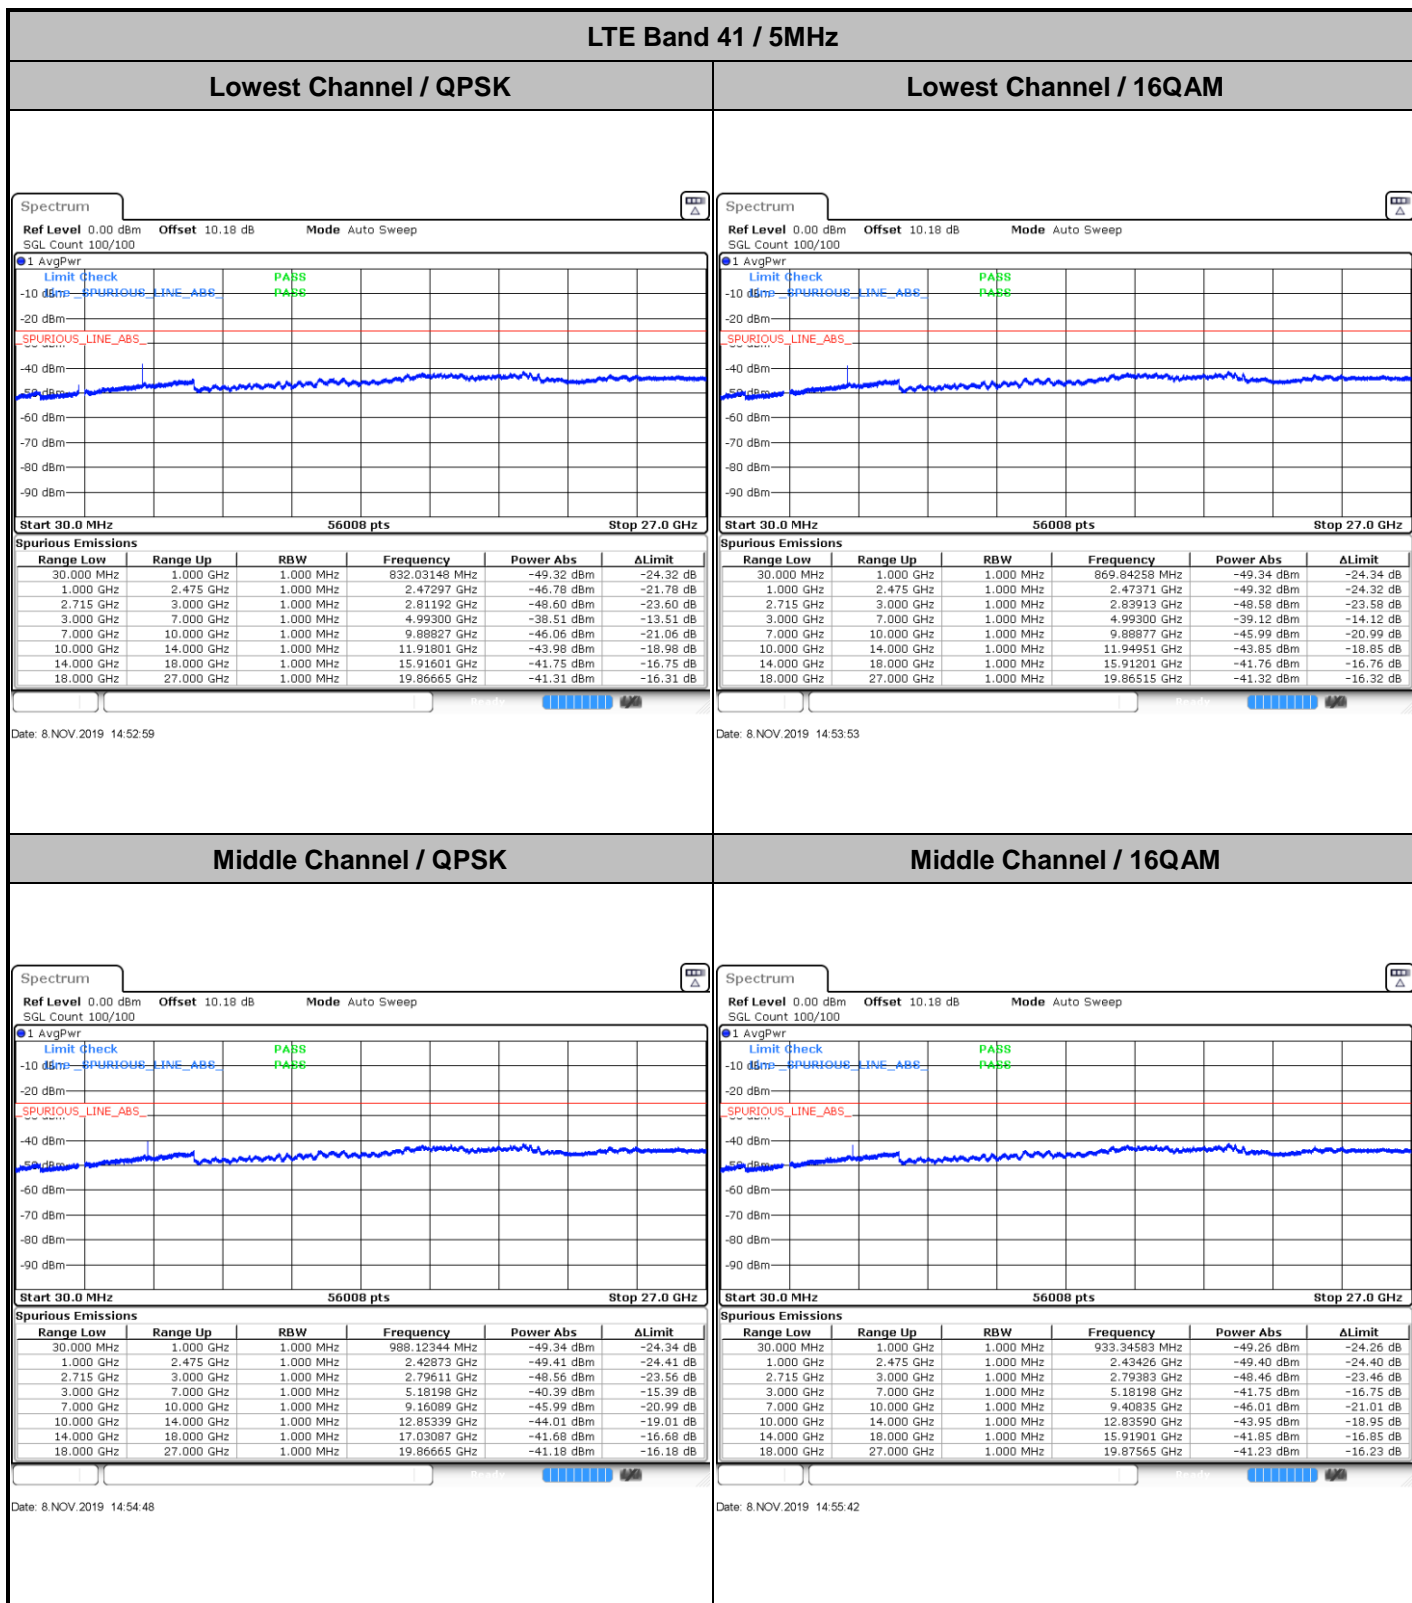 LTE Band 41 / 5MHz
Lowest Channel / QPSK
Lowest Channel / 16QAM
Spectrum
Ref Level 0.00 dBm Offset 10.18 dB Mode Auto Sweep
SGL Count 100/100
1 AvgPwr
Limit Check PASS
Line _SPURIOUS_LINE_ABS_ PASS
-10 dBm
-20 dBm
_SPURIOUS_LINE_ABS_
-40 dBm
-50 dBm
-60 dBm
-70 dBm
-80 dBm
-90 dBm
Start 30.0 MHz 56008 pts Stop 27.0 GHz
Spurious Emissions
Range Low Range Up RBW Frequency Power Abs ΔLimit
30.000 MHz 1.000 GHz 1.000 MHz 832.03148 MHz -49.32 dBm -24.32 dB
1.000 GHz 2.475 GHz 1.000 MHz 2.47297 GHz -46.78 dBm -21.78 dB
2.715 GHz 3.000 GHz 1.000 MHz 2.81192 GHz -48.60 dBm -23.60 dB
3.000 GHz 7.000 GHz 1.000 MHz 4.99300 GHz -38.51 dBm -13.51 dB
7.000 GHz 10.000 GHz 1.000 MHz 9.88827 GHz -46.06 dBm -21.06 dB
10.000 GHz 14.000 GHz 1.000 MHz 11.91801 GHz -43.98 dBm -18.98 dB
14.000 GHz 18.000 GHz 1.000 MHz 15.91601 GHz -41.75 dBm -16.75 dB
18.000 GHz 27.000 GHz 1.000 MHz 19.86665 GHz -41.31 dBm -16.31 dB
Ready
Date: 8.NOV.2019 14:52:59
Spectrum
Ref Level 0.00 dBm Offset 10.18 dB Mode Auto Sweep
SGL Count 100/100
1 AvgPwr
Limit Check PASS
Line _SPURIOUS_LINE_ABS_ PASS
-10 dBm
-20 dBm
_SPURIOUS_LINE_ABS_
-40 dBm
-50 dBm
-60 dBm
-70 dBm
-80 dBm
-90 dBm
Start 30.0 MHz 56008 pts Stop 27.0 GHz
Spurious Emissions
Range Low Range Up RBW Frequency Power Abs ΔLimit
30.000 MHz 1.000 GHz 1.000 MHz 869.84258 MHz -49.34 dBm -24.34 dB
1.000 GHz 2.475 GHz 1.000 MHz 2.47371 GHz -49.32 dBm -24.32 dB
2.715 GHz 3.000 GHz 1.000 MHz 2.83913 GHz -48.58 dBm -23.58 dB
3.000 GHz 7.000 GHz 1.000 MHz 4.99300 GHz -39.12 dBm -14.12 dB
7.000 GHz 10.000 GHz 1.000 MHz 9.88877 GHz -45.99 dBm -20.99 dB
10.000 GHz 14.000 GHz 1.000 MHz 11.94951 GHz -43.85 dBm -18.85 dB
14.000 GHz 18.000 GHz 1.000 MHz 15.91201 GHz -41.76 dBm -16.76 dB
18.000 GHz 27.000 GHz 1.000 MHz 19.86515 GHz -41.32 dBm -16.32 dB
Ready
Date: 8.NOV.2019 14:53:53
Middle Channel / QPSK
Middle Channel / 16QAM
Spectrum
Ref Level 0.00 dBm Offset 10.18 dB Mode Auto Sweep
SGL Count 100/100
1 AvgPwr
Limit Check PASS
Line _SPURIOUS_LINE_ABS_ PASS
-10 dBm
-20 dBm
_SPURIOUS_LINE_ABS_
-40 dBm
-50 dBm
-60 dBm
-70 dBm
-80 dBm
-90 dBm
Start 30.0 MHz 56008 pts Stop 27.0 GHz
Spurious Emissions
Range Low Range Up RBW Frequency Power Abs ΔLimit
30.000 MHz 1.000 GHz 1.000 MHz 988.12344 MHz -49.34 dBm -24.34 dB
1.000 GHz 2.475 GHz 1.000 MHz 2.42873 GHz -49.41 dBm -24.41 dB
2.715 GHz 3.000 GHz 1.000 MHz 2.79611 GHz -48.56 dBm -23.56 dB
3.000 GHz 7.000 GHz 1.000 MHz 5.18198 GHz -40.39 dBm -15.39 dB
7.000 GHz 10.000 GHz 1.000 MHz 9.16089 GHz -45.99 dBm -20.99 dB
10.000 GHz 14.000 GHz 1.000 MHz 12.85339 GHz -44.01 dBm -19.01 dB
14.000 GHz 18.000 GHz 1.000 MHz 17.03087 GHz -41.68 dBm -16.68 dB
18.000 GHz 27.000 GHz 1.000 MHz 19.86665 GHz -41.18 dBm -16.18 dB
Ready
Date: 8.NOV.2019 14:54:48
Spectrum
Ref Level 0.00 dBm Offset 10.18 dB Mode Auto Sweep
SGL Count 100/100
1 AvgPwr
Limit Check PASS
Line _SPURIOUS_LINE_ABS_ PASS
-10 dBm
-20 dBm
_SPURIOUS_LINE_ABS_
-40 dBm
-50 dBm
-60 dBm
-70 dBm
-80 dBm
-90 dBm
Start 30.0 MHz 56008 pts Stop 27.0 GHz
Spurious Emissions
Range Low Range Up RBW Frequency Power Abs ΔLimit
30.000 MHz 1.000 GHz 1.000 MHz 933.34583 MHz -49.26 dBm -24.26 dB
1.000 GHz 2.475 GHz 1.000 MHz 2.43426 GHz -49.40 dBm -24.40 dB
2.715 GHz 3.000 GHz 1.000 MHz 2.79383 GHz -48.46 dBm -23.46 dB
3.000 GHz 7.000 GHz 1.000 MHz 5.18198 GHz -41.75 dBm -16.75 dB
7.000 GHz 10.000 GHz 1.000 MHz 9.40835 GHz -46.01 dBm -21.01 dB
10.000 GHz 14.000 GHz 1.000 MHz 12.83590 GHz -43.95 dBm -18.95 dB
14.000 GHz 18.000 GHz 1.000 MHz 15.91901 GHz -41.85 dBm -16.85 dB
18.000 GHz 27.000 GHz 1.000 MHz 19.87565 GHz -41.23 dBm -16.23 dB
Ready
Date: 8.NOV.2019 14:55:42